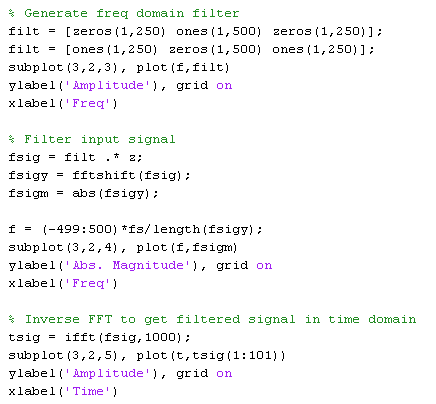 % Generate freq domain filter
filt = [zeros(1,250) ones(1,500) zeros(1,250)];
filt = [ones(1,250) zeros(1,500) ones(1,250)];
subplot(3,2,3), plot(f,filt)
ylabel('Amplitude'), grid on
xlabel('Freq')
% Filter input signal
fsig = filt .* z;
fsigy = fftshift(fsig);
fsigm = abs(fsigy);
f = (-499:500)*fs/length(fsigy);
subplot(3,2,4), plot(f,fsigm)
ylabel('Abs. Magnitude'), grid on
xlabel('Freq')
% Inverse FFT to get filtered signal in time domain
tsig = ifft(fsig,1000);
subplot(3,2,5), plot(t,tsig(1:101))
ylabel('Amplitude'), grid on
xlabel('Time')